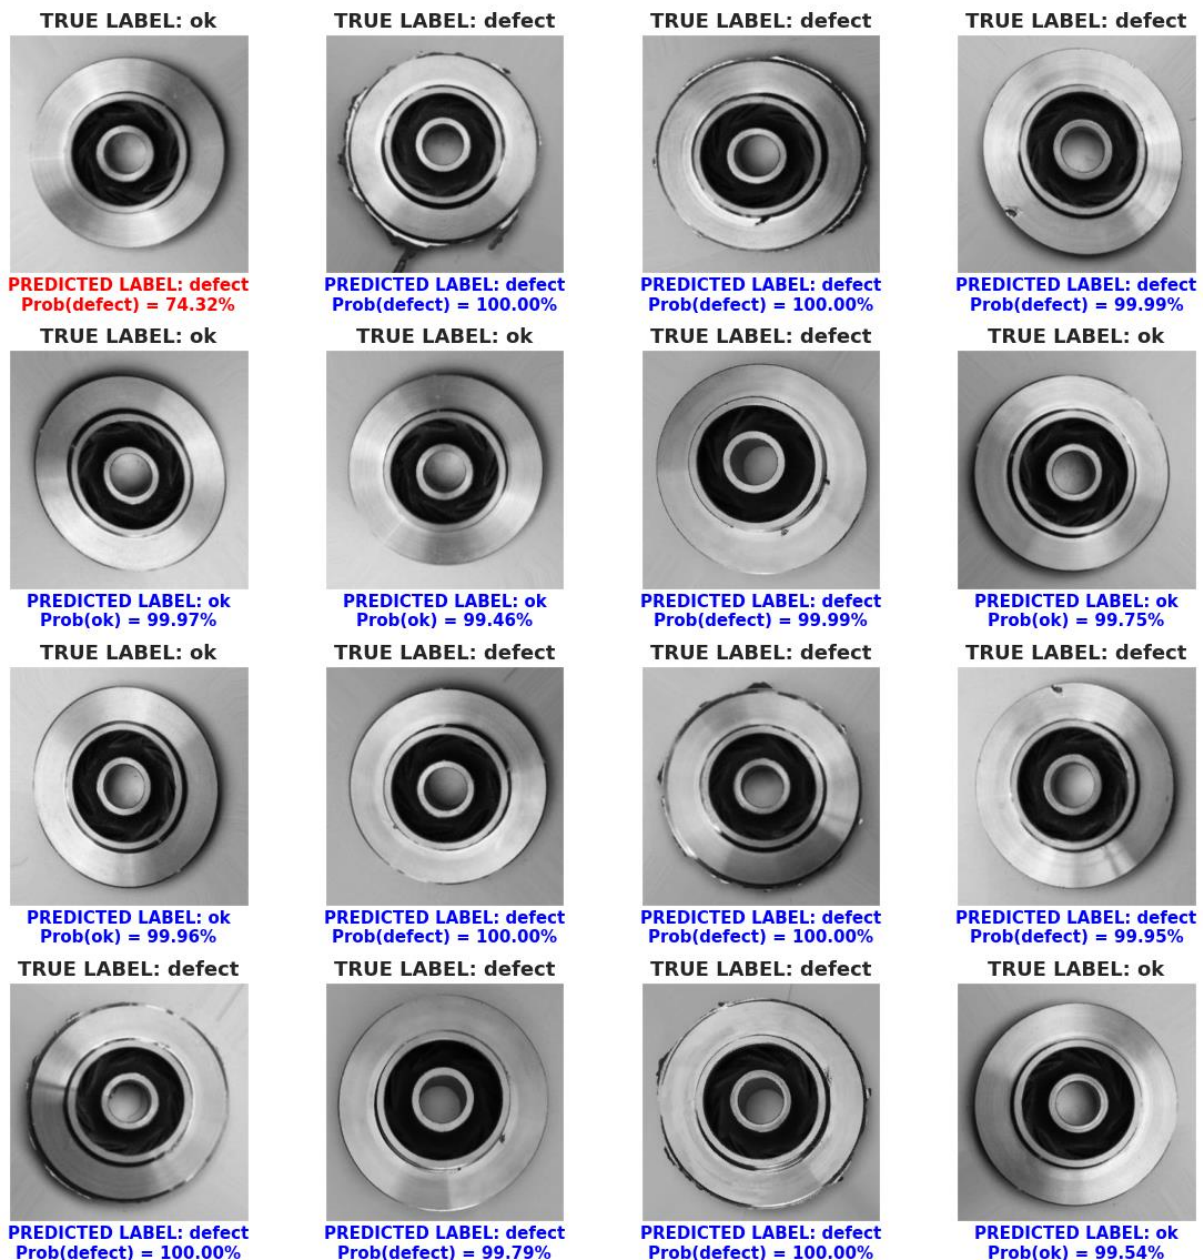 TRUE LABEL: ok
TRUE LABEL: defect
TRUE LABEL: defect
TRUE LABEL: defect
PREDICTED LABEL: defect
Prob(defect) = 74.32%
PREDICTED LABEL: defect
Prob(defect) = 100.00%
PREDICTED LABEL: defect
Prob(defect) = 100.00%
PREDICTED LABEL: defect
Prob(defect) = 99.99%
TRUE LABEL: ok
TRUE LABEL: ok
TRUE LABEL: defect
TRUE LABEL: ok
PREDICTED LABEL: ok
Prob(ok) = 99.97%
PREDICTED LABEL: ok
Prob(ok) = 99.46%
PREDICTED LABEL: defect
Prob(defect) = 99.99%
PREDICTED LABEL: ok
Prob(ok) = 99.75%
TRUE LABEL: ok
TRUE LABEL: defect
TRUE LABEL: defect
TRUE LABEL: defect
PREDICTED LABEL: ok
Prob(ok) = 99.96%
PREDICTED LABEL: defect
Prob(defect) = 100.00%
PREDICTED LABEL: defect
Prob(defect) = 100.00%
PREDICTED LABEL: defect
Prob(defect) = 99.95%
TRUE LABEL: defect
TRUE LABEL: defect
TRUE LABEL: defect
TRUE LABEL: ok
PREDICTED LABEL: defect
Prob(defect) = 100.00%
PREDICTED LABEL: defect
Prob(defect) = 99.79%
PREDICTED LABEL: defect
Prob(defect) = 100.00%
PREDICTED LABEL: ok
Prob(ok) = 99.54%